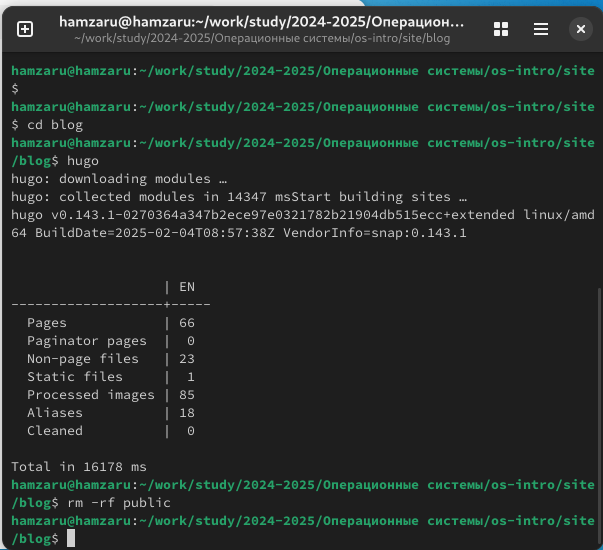 hamzaru@hamzaru:~/work/study/2024-2025/Операцион...
~/work/study/2024-2025/Операционные системы/os-intro/site/blog
hamzaru@hamzaru:~/work/study/2024-2025/Операционные системы/os-intro/site
$
hamzaru@hamzaru:~/work/study/2024-2025/Операционные системы/os-intro/site
$ cd blog
hamzaru@hamzaru:~/work/study/2024-2025/Операционные системы/os-intro/site
/blog$ hugo
hugo: downloading modules …
hugo: collected modules in 14347 msStart building sites …
hugo v0.143.1-0270364a347b2ece97e0321782b21904db515ecc+extended linux/amd
64 BuildDate=2025-02-04T08:57:38Z VendorInfo=snap:0.143.1
                   | EN
-------------------+-----
  Pages            | 66
  Paginator pages  |  0
  Non-page files   | 23
  Static files     |  1
  Processed images | 85
  Aliases          | 18
  Cleaned          |  0
Total in 16178 ms
hamzaru@hamzaru:~/work/study/2024-2025/Операционные системы/os-intro/site
/blog$ rm -rf public
hamzaru@hamzaru:~/work/study/2024-2025/Операционные системы/os-intro/site
/blog$